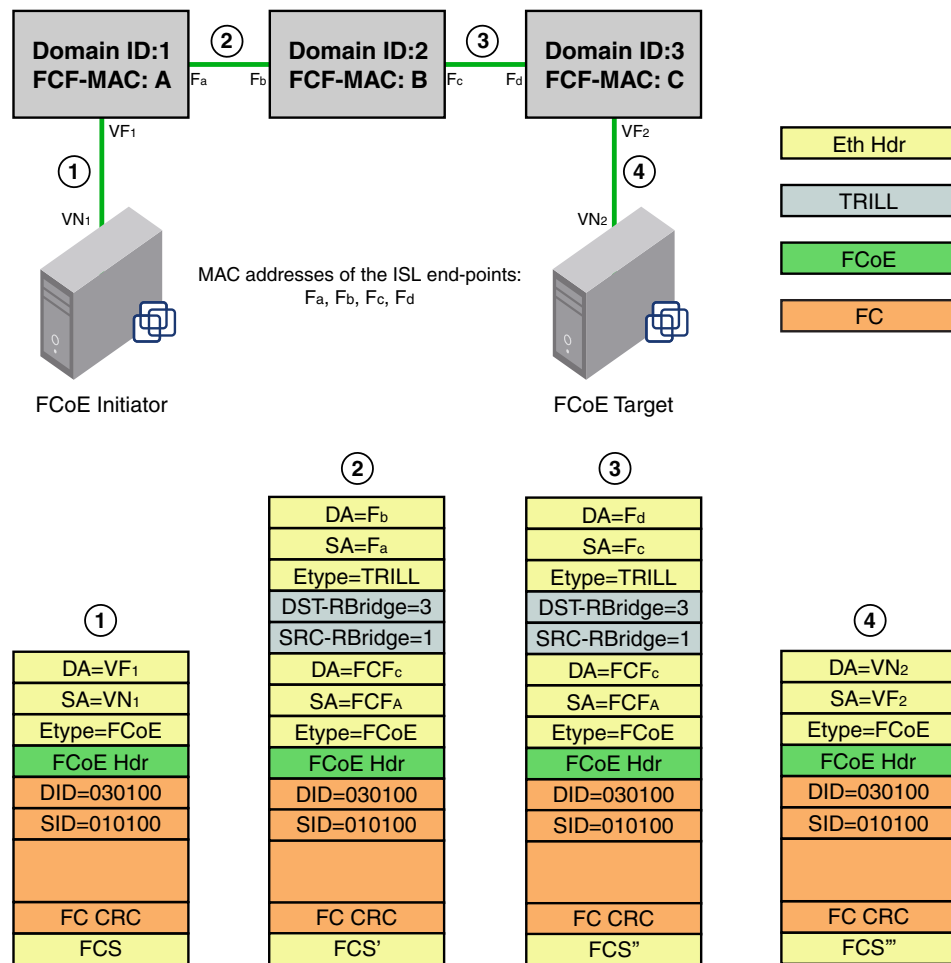 Domain ID:1
FCF-MAC: A
2
Domain ID:2
FCF-MAC: B
3
Domain ID:3
FCF-MAC: C
Fa
Fb
Fc
Fd
VF1
VF2
1
4
VN1
VN2
MAC addresses of the ISL end-points:
Fa, Fb, Fc, Fd
FCoE Initiator
FCoE Target
Eth Hdr
TRILL
FCoE
FC
1
DA=VF1
SA=VN1
Etype=FCoE
FCoE Hdr
DID=030100
SID=010100
FC CRC
FCS
2
DA=Fb
SA=Fa
Etype=TRILL
DST-RBridge=3
SRC-RBridge=1
DA=FCFc
SA=FCFA
Etype=FCoE
FCoE Hdr
DID=030100
SID=010100
FC CRC
FCS'
3
DA=Fd
SA=Fc
Etype=TRILL
DST-RBridge=3
SRC-RBridge=1
DA=FCFc
SA=FCFA
Etype=FCoE
FCoE Hdr
DID=030100
SID=010100
FC CRC
FCS''
4
DA=VN2
SA=VF2
Etype=FCoE
FCoE Hdr
DID=030100
SID=010100
FC CRC
FCS'''